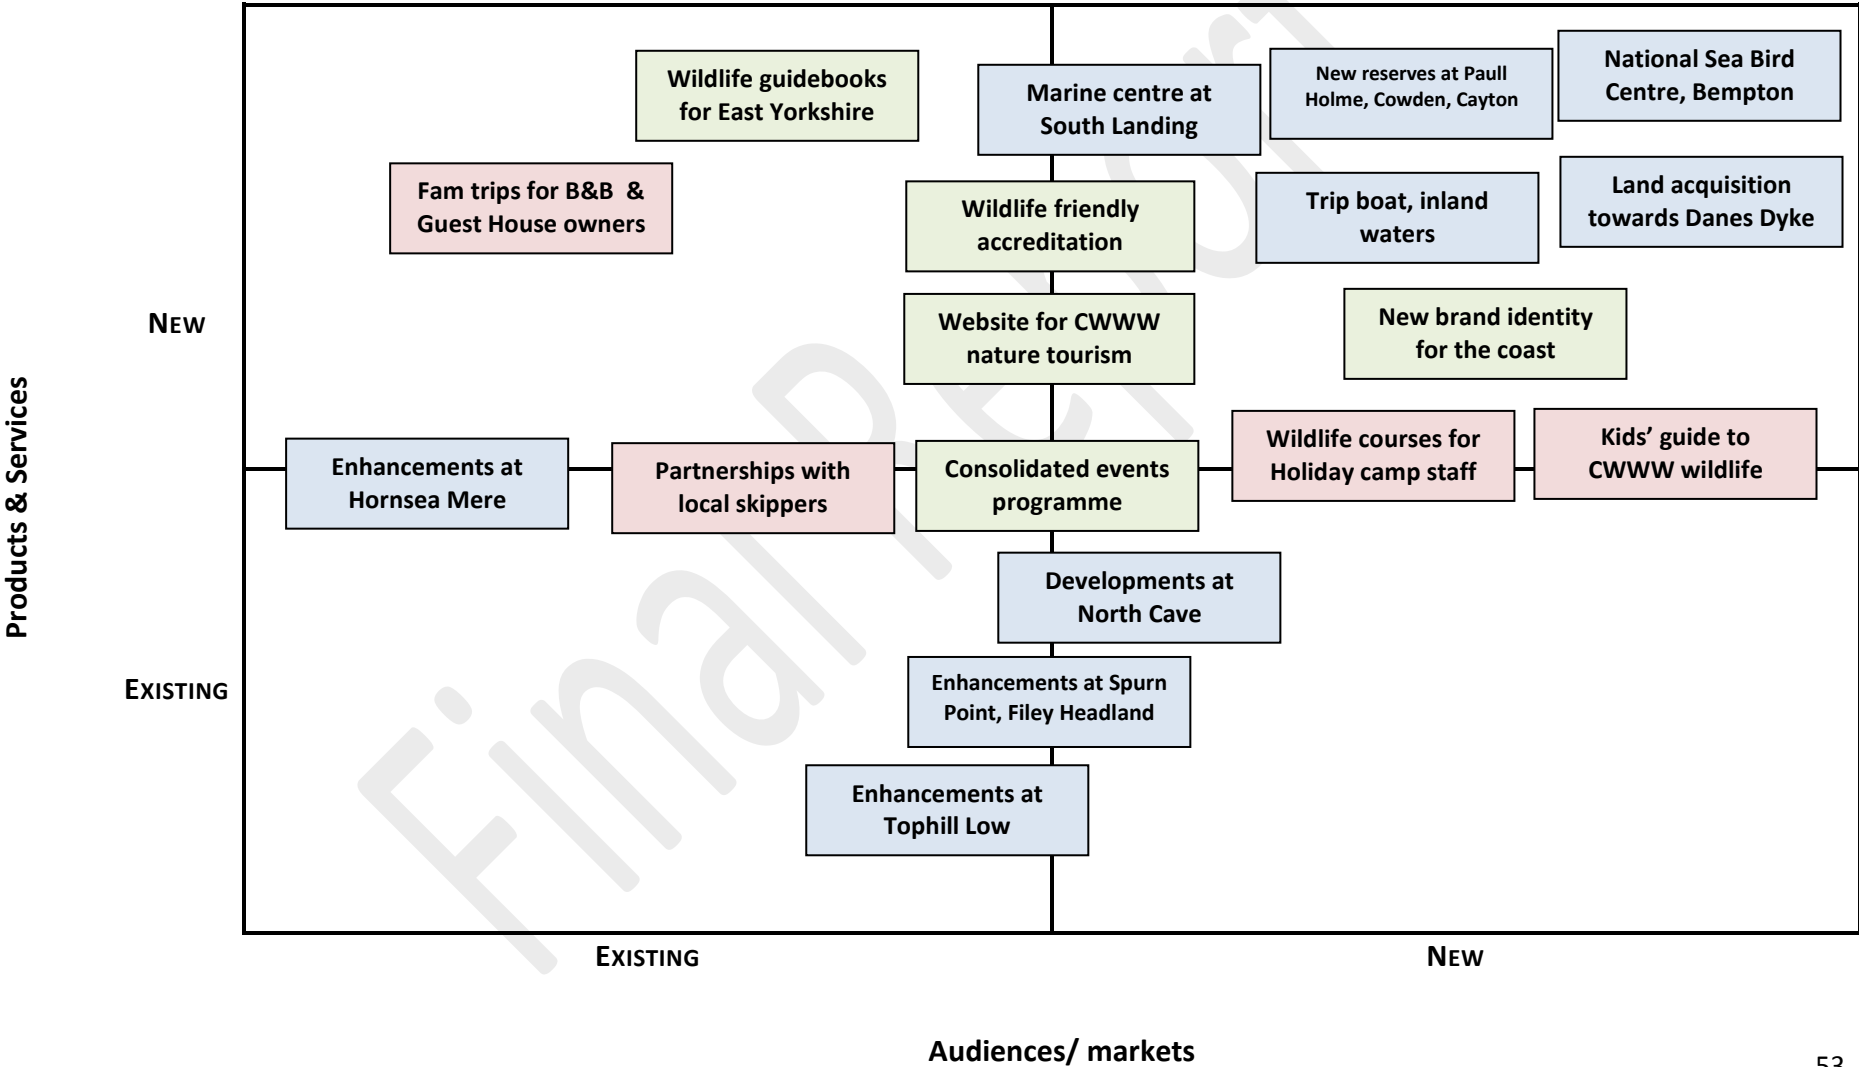 Wildlife guidebooks
for East Yorkshire
Marine centre at
South Landing
New reserves at Paull
Holme, Cowden, Cayton
National Sea Bird
Centre, Bempton
Fam trips for B&B &
Guest House owners
Wildlife friendly
accreditation
Trip boat, inland
waters
Land acquisition
towards Danes Dyke
NEW
Website for CWWW
nature tourism
New brand identity
for the coast
Products & Services
Enhancements at
Hornsea Mere
Partnerships with
local skippers
Consolidated events
programme
Wildlife courses for
Holiday camp staff
Kids’ guide to
CWWW wildlife
Developments at
North Cave
EXISTING
Enhancements at Spurn
Point, Filey Headland
Enhancements at
Tophill Low
EXISTING
NEW
Audiences/ markets
53
Final Report